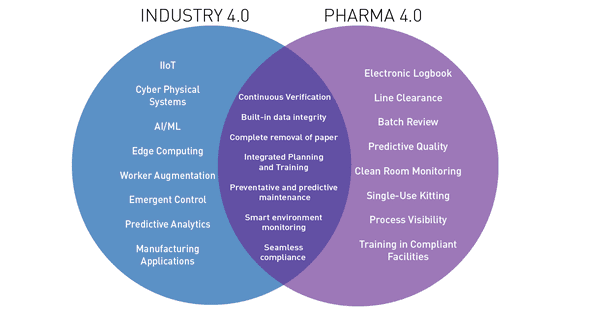 INDUSTRY 4.0
PHARMA 4.0
IIoT
Cyber Physical
Systems
AI/ML
Edge Computing
Worker Augmentation
Emergent Control
Predictive Analytics
Manufacturing
Applications
Continuous Verification
Built-in data integrity
Complete removal of paper
Integrated Planning
and Training
Preventative and predictive
maintenance
Smart environment
monitoring
Seamless
compliance
Electronic Logbook
Line Clearance
Batch Review
Predictive Quality
Clean Room Monitoring
Single-Use Kitting
Process Visibility
Training in Compliant
Facilities